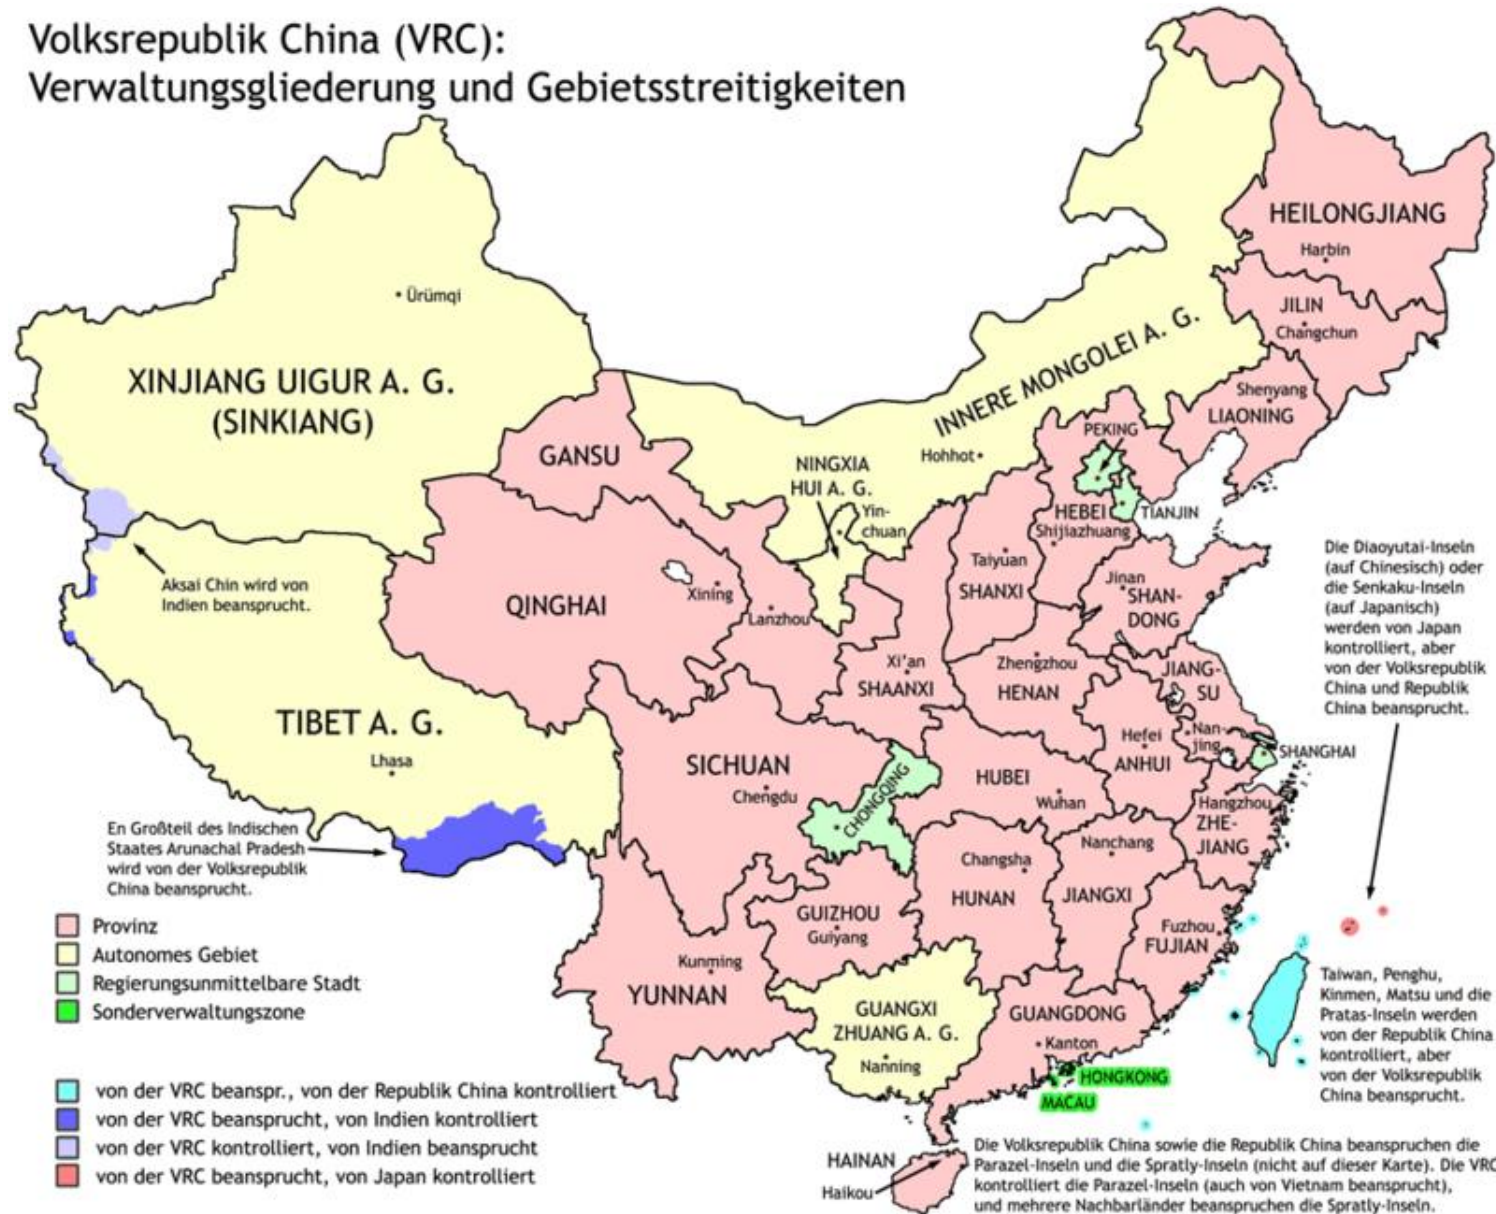 Volksrepublik China (VRC):
Verwaltungsgliederung und Gebietsstreitigkeiten
HEILONGJIANG
Harbin
JILIN
Changchun
Ürümqi
XINJIANG UIGUR A. G.
(SINKIANG)
INNERE MONGOLEI A. G.
Hohhot
Shenyang
LIAONING
PEKING
GANSU
NINGXIA
HUI A. G.
Yin-
chuan
HEBEI
TIANJIN
Shijiazhuang
Taiyuan
SHANXI
Jinan
SHAN-
DONG
Aksai Chin wird von
Indien beansprucht.
QINGHAI
Xining
Lanzhou
Xi'an
SHAANXI
Zhengzhou
HENAN
JIANG-
SU
Nan-
jing
Hefei
ANHUI
SHANGHAI
Die Diaoyutai-Inseln
(auf Chinesisch) oder
die Senkaku-Inseln
(auf Japanisch)
werden von Japan
kontrolliert, aber
von der Volksrepublik
China und Republik
China beansprucht.
TIBET A. G.
Lhasa
SICHUAN
Chengdu
CHONGQING
HUBEI
Wuhan
Hangzhou
ZHE-
JIANG
En Großteil des Indischen
Staates Arunachal Pradesh
wird von der Volksrepublik
China beansprucht.
Changsha
HUNAN
Nanchang
JIANGXI
GUIZHOU
Guiyang
Fuzhou
FUJIAN
Kunming
YUNNAN
GUANGXI
ZHUANG A. G.
Nanning
GUANGDONG
Kanton
HONGKONG
MACAU
Taiwan, Penghu,
Kinmen, Matsu und die
Pratas-Inseln werden
von der Republik China
kontrolliert, aber
von der Volksrepublik
China beansprucht.
Provinz
Autonomes Gebiet
Regierungsunmittelbare Stadt
Sonderverwaltungszone
von der VRC beanspr., von der Republik China kontrolliert
von der VRC beansprucht, von Indien kontrolliert
von der VRC kontrolliert, von Indien beansprucht
von der VRC beansprucht, von Japan kontrolliert
HAINAN
Haikou
Die Volksrepublik China sowie die Republik China beanspruchen die
Parazel-Inseln und die Spratly-Inseln (nicht auf dieser Karte). Die VRC
kontrolliert die Parazel-Inseln (auch von Vietnam beansprucht),
und mehrere Nachbarländer beanspruchen die Spratly-Inseln.